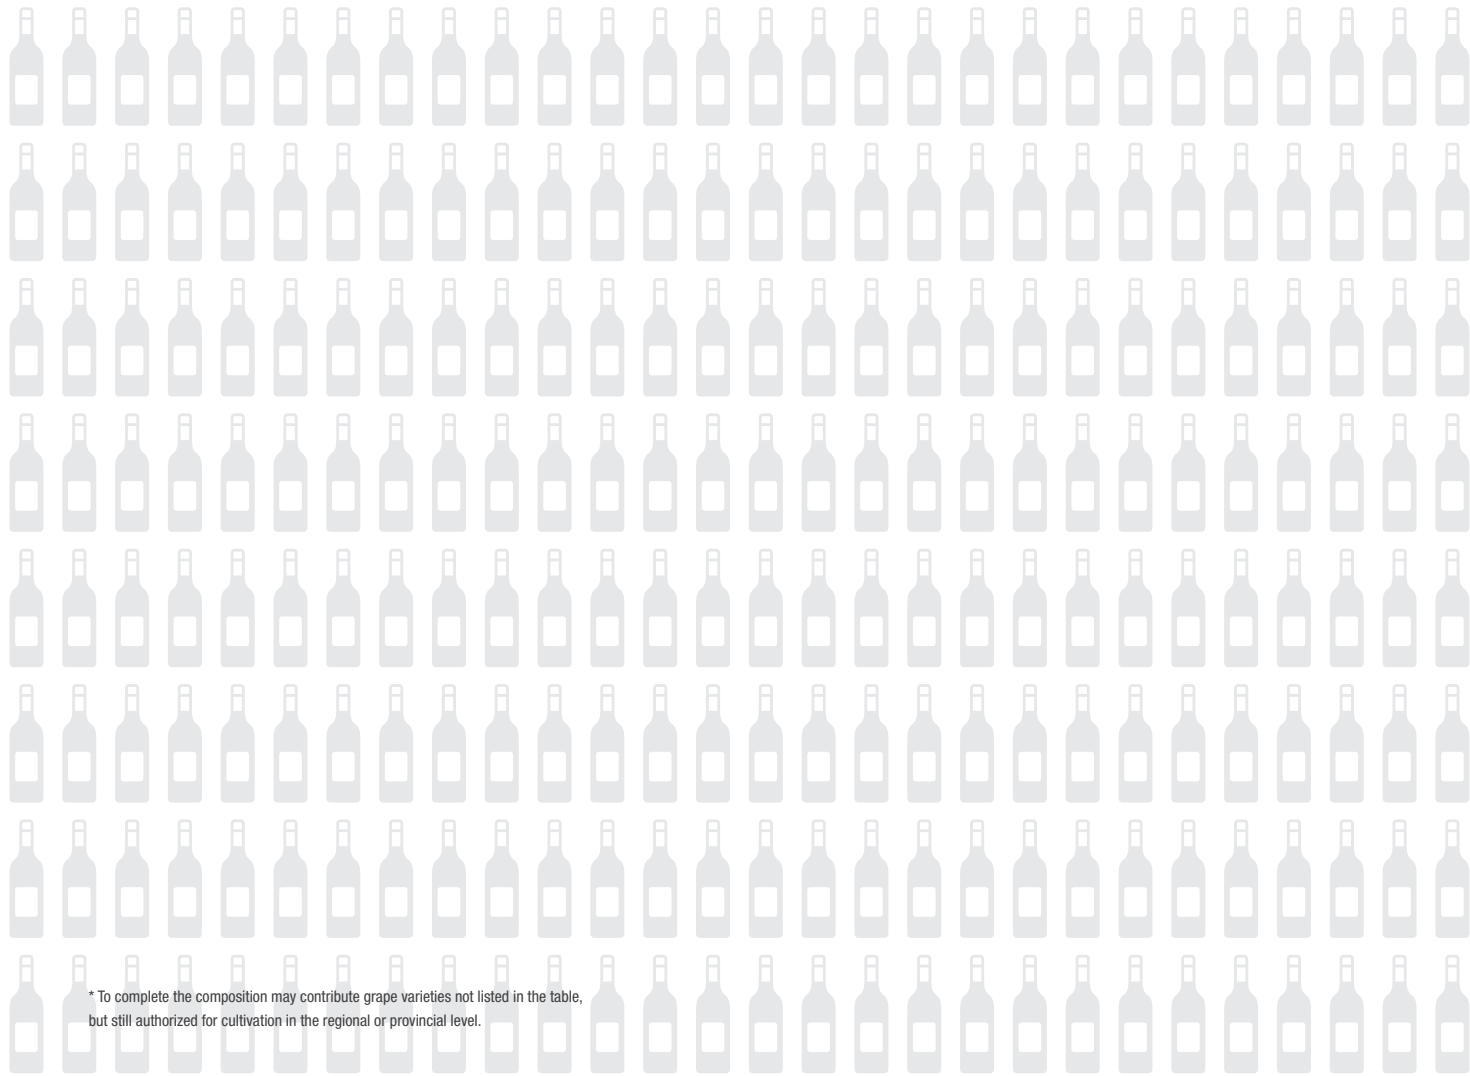 * To complete the composition may contribute grape varieties not listed in the table,
but still authorized for cultivation in the regional or provincial level.